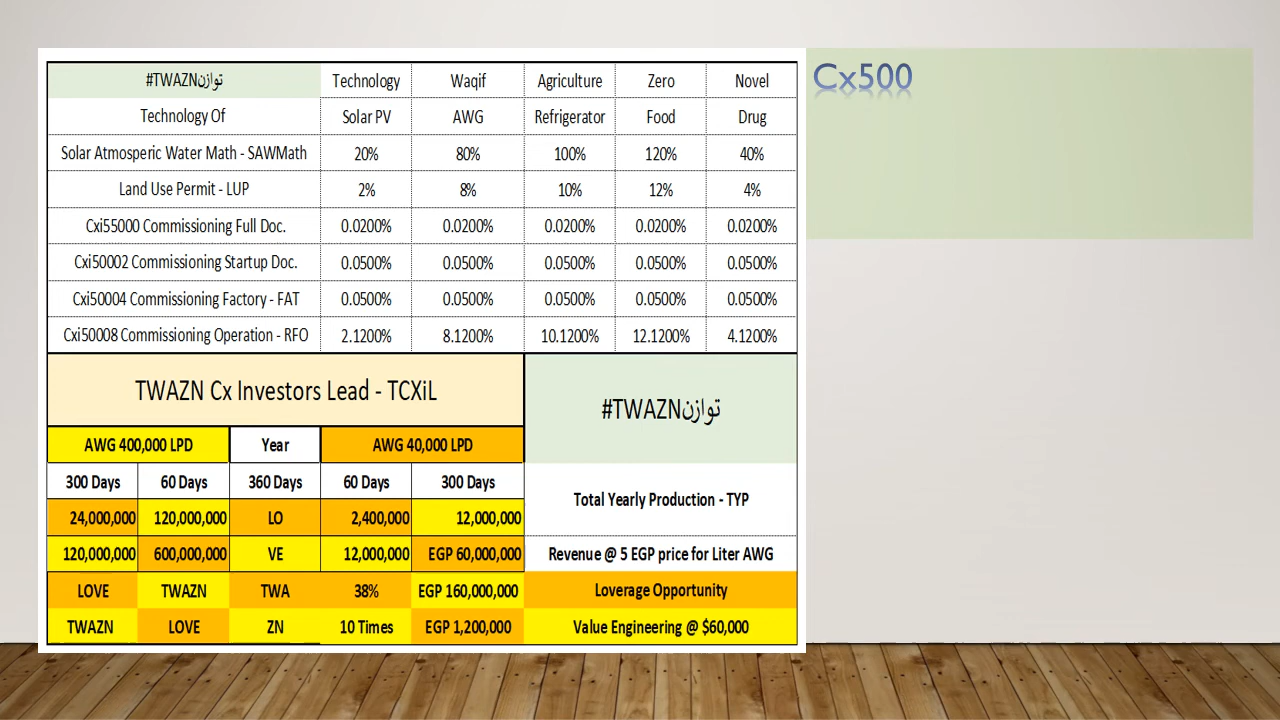 #TWAZNتوازن Technology Waqif Agriculture Zero Novel
Technology Of Solar PV AWG Refrigerator Food Drug
Solar Atmosperic Water Math - SAWMath 20% 80% 100% 120% 40%
Land Use Permit - LUP 2% 8% 10% 12% 4%
Cxi55000 Commissioning Full Doc. 0.0200% 0.0200% 0.0200% 0.0200% 0.0200%
Cxi50002 Commissioning Startup Doc. 0.0500% 0.0500% 0.0500% 0.0500% 0.0500%
Cxi50004 Commissioning Factory - FAT 0.0500% 0.0500% 0.0500% 0.0500% 0.0500%
Cxi50008 Commissioning Operation - RFO 2.1200% 8.1200% 10.1200% 12.1200% 4.1200%
TWAZN Cx Investors Lead - TCXiL
#TWAZNتوازن
AWG 400,000 LPD Year AWG 40,000 LPD
300 Days 60 Days 360 Days 60 Days 300 Days
Total Yearly Production - TYP
24,000,000 120,000,000 LO 2,400,000 12,000,000
120,000,000 600,000,000 VE 12,000,000 EGP 60,000,000 Revenue @ 5 EGP price for Liter AWG
LOVE TWAZN TWA 38% EGP 160,000,000 Loverage Opportunity
TWAZN LOVE ZN 10 Times EGP 1,200,000 Value Engineering @ $60,000
Cx500